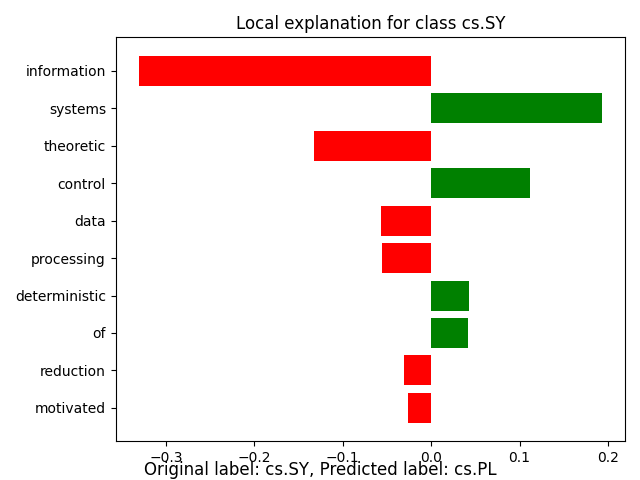 Local explanation for class cs.SY
information
systems
theoretic
control
data
processing
deterministic
of
reduction
motivated
−0.3 −0.2 −0.1 0.0 0.1 0.2
Original label: cs.SY, Predicted label: cs.PL